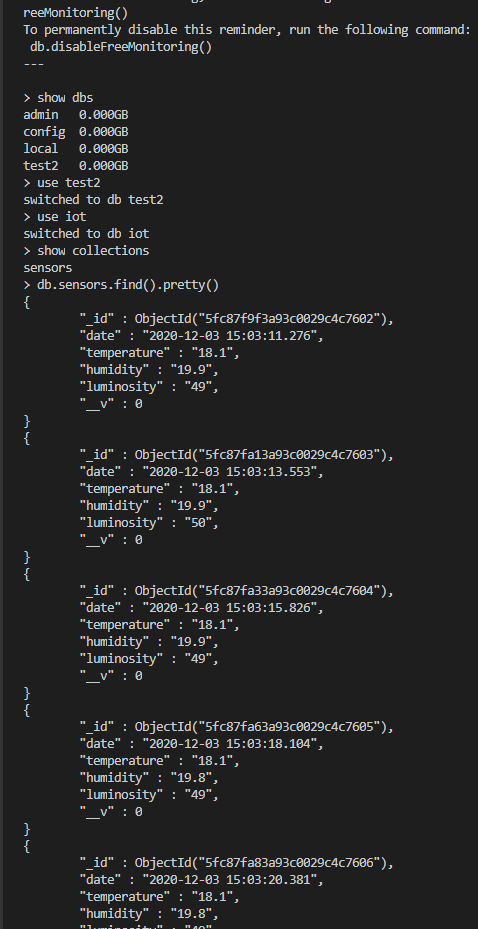 reeMonitoring()
To permanently disable this reminder, run the following command:
 db.disableFreeMonitoring()
---
> show dbs
admin   0.000GB
config  0.000GB
local   0.000GB
test2   0.000GB
> use test2
switched to db test2
> use iot
switched to db iot
> show collections
sensors
> db.sensors.find().pretty()
{
        "_id" : ObjectId("5fc87f9f3a93c0029c4c7602"),
        "date" : "2020-12-03 15:03:11.276",
        "temperature" : "18.1",
        "humidity" : "19.9",
        "luminosity" : "49",
        "__v" : 0
}
{
        "_id" : ObjectId("5fc87fa13a93c0029c4c7603"),
        "date" : "2020-12-03 15:03:13.553",
        "temperature" : "18.1",
        "humidity" : "19.9",
        "luminosity" : "50",
        "__v" : 0
}
{
        "_id" : ObjectId("5fc87fa33a93c0029c4c7604"),
        "date" : "2020-12-03 15:03:15.826",
        "temperature" : "18.1",
        "humidity" : "19.9",
        "luminosity" : "49",
        "__v" : 0
}
{
        "_id" : ObjectId("5fc87fa63a93c0029c4c7605"),
        "date" : "2020-12-03 15:03:18.104",
        "temperature" : "18.1",
        "humidity" : "19.8",
        "luminosity" : "49",
        "__v" : 0
}
{
        "_id" : ObjectId("5fc87fa83a93c0029c4c7606"),
        "date" : "2020-12-03 15:03:20.381",
        "temperature" : "18.1",
        "humidity" : "19.8",